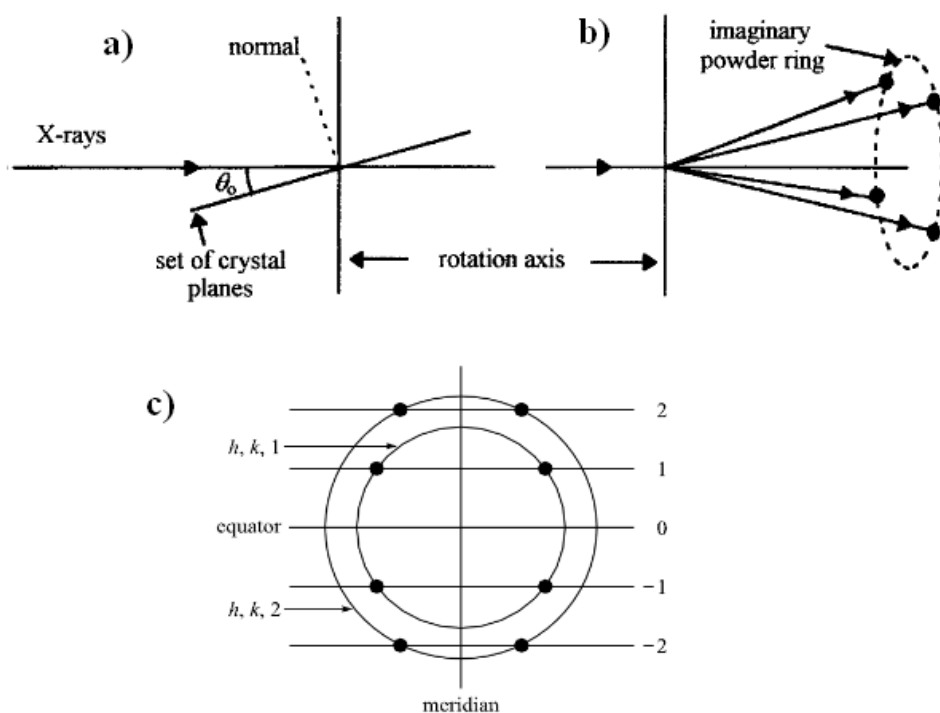 a)
normal
X-rays
θo
set of crystal
planes
rotation axis
b)
imaginary
powder ring
c)
2
h, k, 1
1
equator
0
-1
h, k, 2
-2
meridian